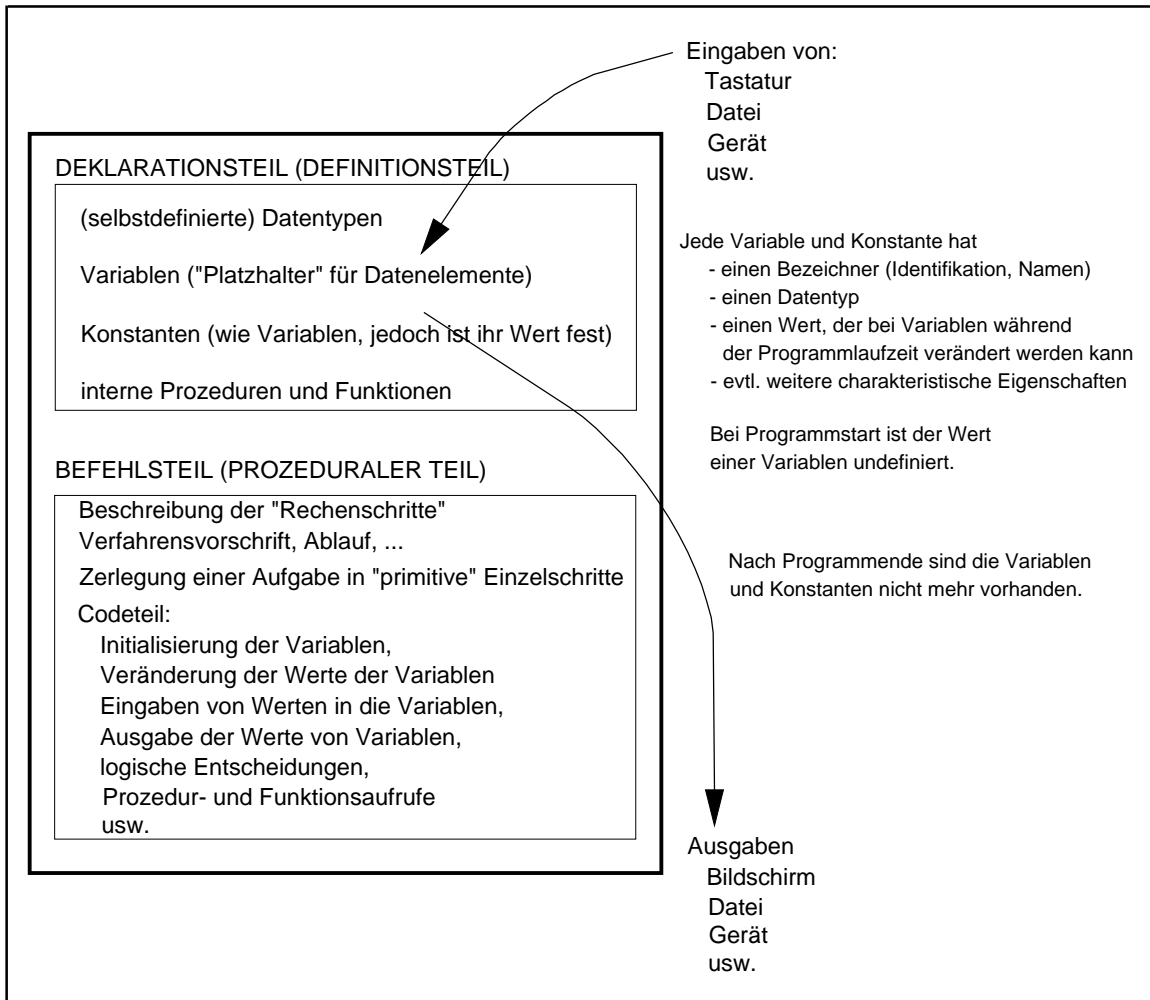 Eingaben von:
Tastatur
Datei
Gerät
usw.
DEKLARATIONSTEIL (DEFINITIONSTEIL)
(selbstdefinierte) Datentypen
Variablen ("Platzhalter" für Datenelemente)
Konstanten (wie Variablen, jedoch ist ihr Wert fest)
interne Prozeduren und Funktionen
Jede Variable und Konstante hat
- einen Bezeichner (Identifikation, Namen)
- einen Datentyp
- einen Wert, der bei Variablen während
der Programmlaufzeit verändert werden kann
- evtl. weitere charakteristische Eigenschaften
Bei Programmstart ist der Wert
einer Variablen undefiniert.
BEFEHLSTEIL (PROZEDURALER TEIL)
Beschreibung der "Rechenschritte"
Verfahrensvorschrift, Ablauf, ...
Zerlegung einer Aufgabe in "primitive" Einzelschritte
Codeteil:
Initialisierung der Variablen,
Veränderung der Werte der Variablen
Eingaben von Werten in die Variablen,
Ausgabe der Werte von Variablen,
logische Entscheidungen,
Prozedur- und Funktionsaufrufe
usw.
Nach Programmende sind die Variablen
und Konstanten nicht mehr vorhanden.
Ausgaben
Bildschirm
Datei
Gerät
usw.